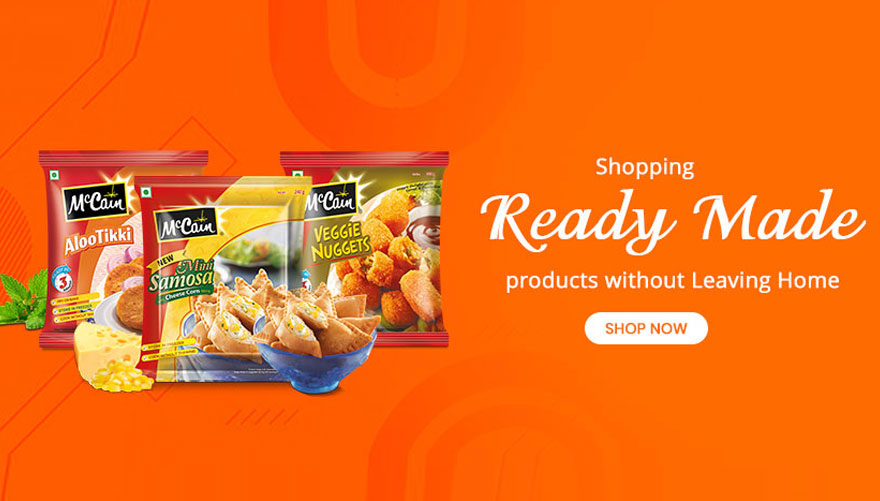 Shopping
Ready Made
products without Leaving Home
SHOP NOW
McCain
AlooTikki
McCain
NEW
Mini
Samosa
Cheese Corn
McCain
VEGGIE
NUGGETS